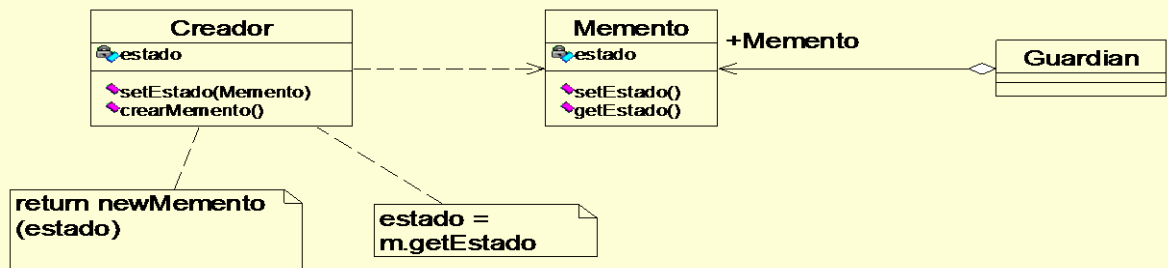 Creador
estado
setEstado(Memento)
crearMemento()
Memento
estado
setEstado()
getEstado()
+Memento
Guardian
return newMemento
(estado)
estado =
m.getEstado